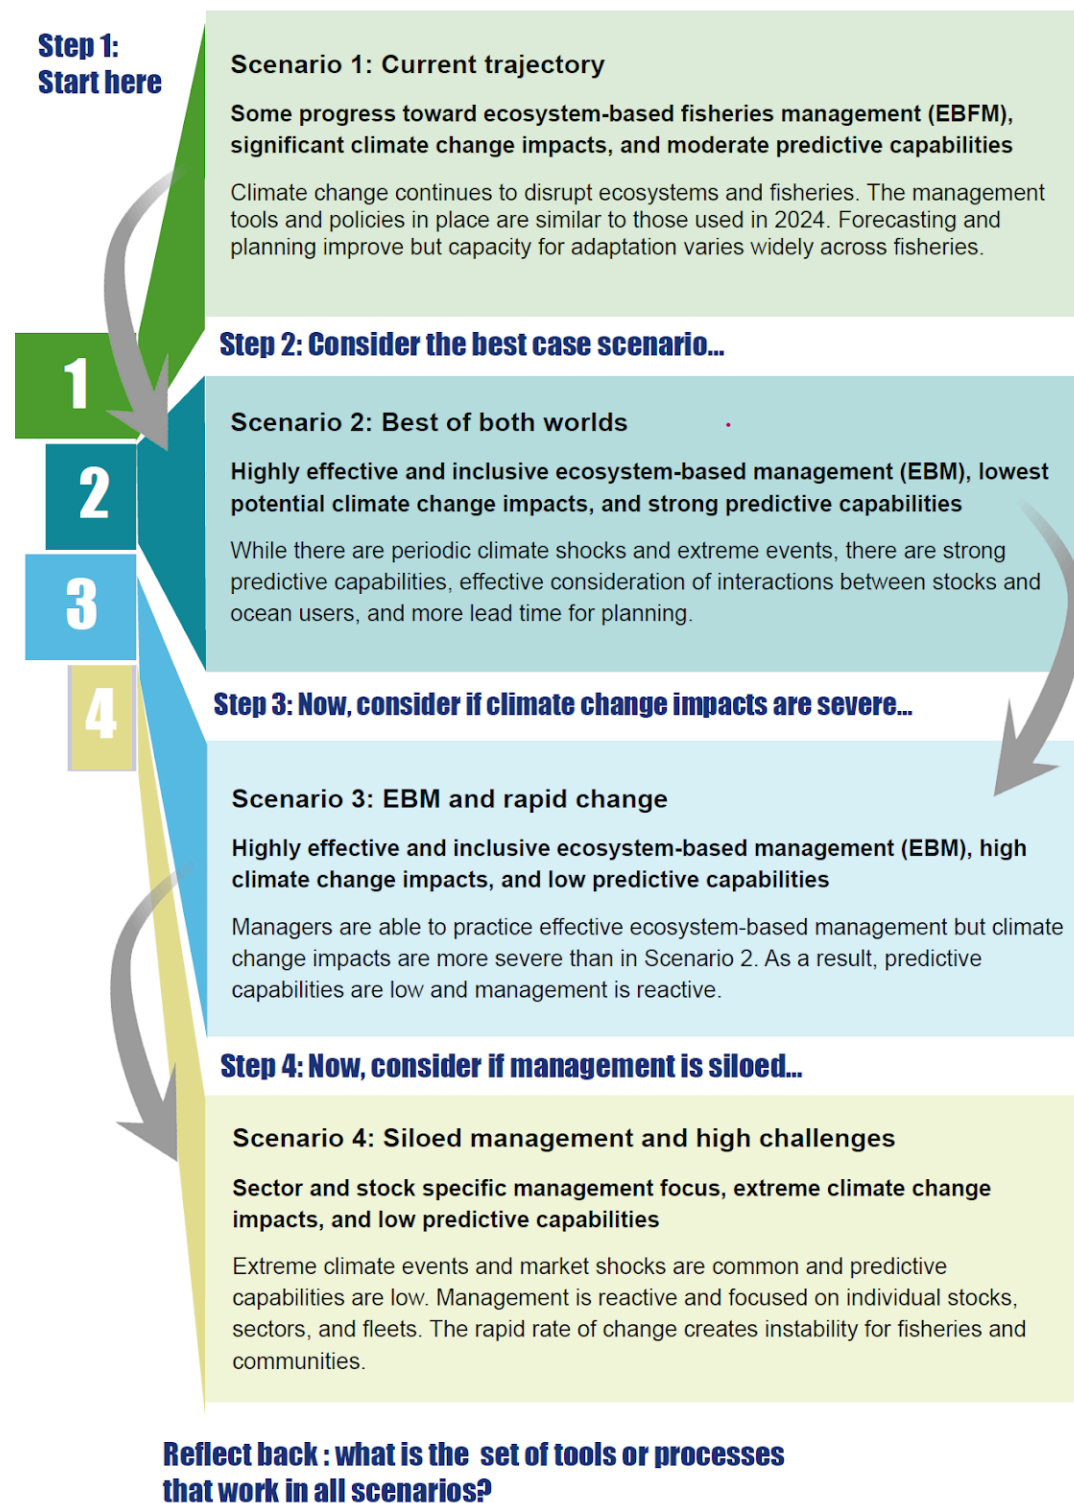 Step 1:
Start here
Scenario 1: Current trajectory
Some progress toward ecosystem-based fisheries management (EBFM),
significant climate change impacts, and moderate predictive capabilities
Climate change continues to disrupt ecosystems and fisheries. The management
tools and policies in place are similar to those used in 2024. Forecasting and
planning improve but capacity for adaptation varies widely across fisheries.
1
Step 2: Consider the best case scenario...
2
Scenario 2: Best of both worlds
Highly effective and inclusive ecosystem-based management (EBM), lowest
potential climate change impacts, and strong predictive capabilities
While there are periodic climate shocks and extreme events, there are strong
predictive capabilities, effective consideration of interactions between stocks and
ocean users, and more lead time for planning.
3
4
Step 3: Now, consider if climate change impacts are severe...
Scenario 3: EBM and rapid change
Highly effective and inclusive ecosystem-based management (EBM), high
climate change impacts, and low predictive capabilities
Managers are able to practice effective ecosystem-based management but climate
change impacts are more severe than in Scenario 2. As a result, predictive
capabilities are low and management is reactive.
Step 4: Now, consider if management is siloed...
Scenario 4: Siloed management and high challenges
Sector and stock specific management focus, extreme climate change
impacts, and low predictive capabilities
Extreme climate events and market shocks are common and predictive
capabilities are low. Management is reactive and focused on individual stocks,
sectors, and fleets. The rapid rate of change creates instability for fisheries and
communities.
Reflect back : what is the set of tools or processes
that work in all scenarios?